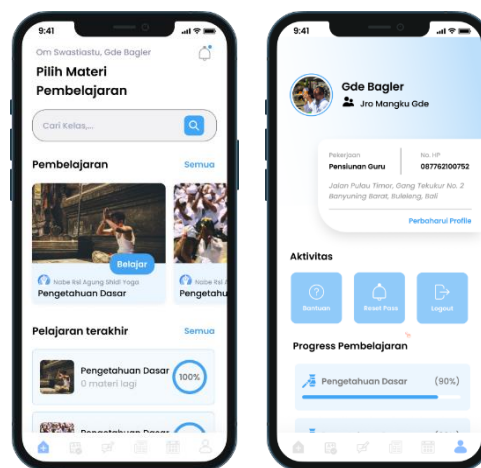 9:41
Om Swastiastu, Gde Bagler
Pilih Materi
Pembelajaran
Cari Kelas,...
Pembelajaran
Semua
Belajar
Nabe Rsi Agung Shidi Yoga
Pengetahuan Dasar
Nabe Rsi
Pengetahu
Pelajaran terakhir
Semua
Pengetahuan Dasar
0 materi lagi
100%
Pengetahuan Dasar
9:41
Gde Bagler
Jro Mangku Gde
Pekerjaan
Pensiunan Guru
No. HP
087762100752
Jalan Pulau Timor, Gang Tekukur No. 2
Banyuning Barat, Buleleng, Bali
Perbaharui Profile
Aktivitas
Bantuan
Reset Pass
Logout
Progress Pembelajaran
Pengetahuan Dasar
(90%)